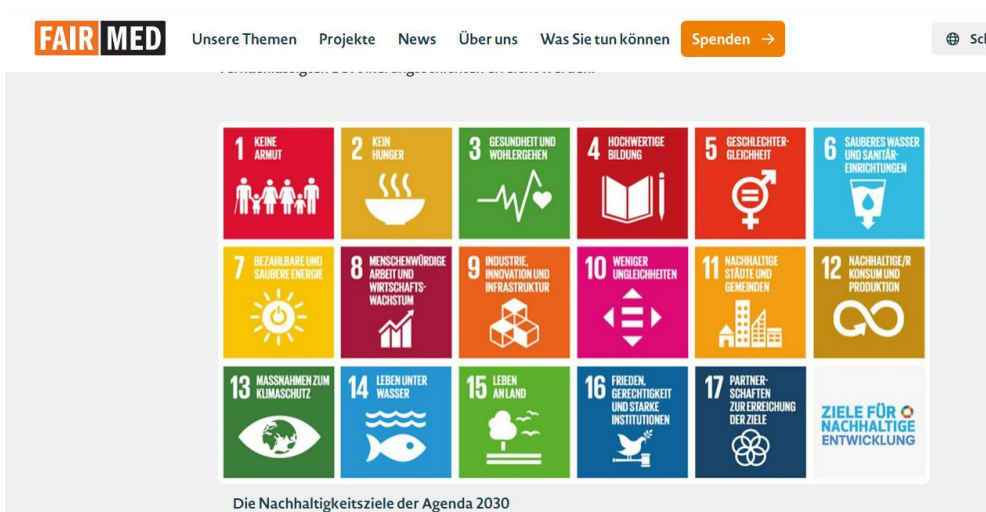 FAIR MED
Unsere Themen Projekte News Über uns Was Sie tun können Spenden →
1 KEINE
ARMUT
2 KEIN
HUNGER
3 GESUNDHEIT UND
WOHLERGEHEN
4 HOCHWERTIGE
BILDUNG
5 GESCHLECHTER-
GLEICHHEIT
6 SAUBERES WASSER
UND SANITÄR-
EINRICHTUNGEN
7 BEZAHLBARE UND
SAUBERE ENERGIE
8 MENSCHENWÜRDIGE
ARBEIT UND
WIRTSCHAFTS-
WACHSTUM
9 INDUSTRIE,
INNOVATION UND
INFRASTRUKTUR
10 WENIGER
UNGLEICHHEITEN
11 NACHHALTIGE
STÄDTE UND
GEMEINDEN
12 NACHHALTIGE/R
KONSUM UND
PRODUKTION
13 MASSNAHMEN ZUM
KLIMASCHUTZ
14 LEBEN UNTER
WASSER
15 LEBEN
AN LAND
16 FRIEDEN,
GERECHTIGKEIT
UND STARKE
INSTITUTIONEN
17 PARTNER-
SCHAFTEN
ZUR ERREICHUNG
DER ZIELE
ZIELE FÜR
NACHHALTIGE
ENTWICKLUNG
Die Nachhaltigkeitsziele der Agenda 2030